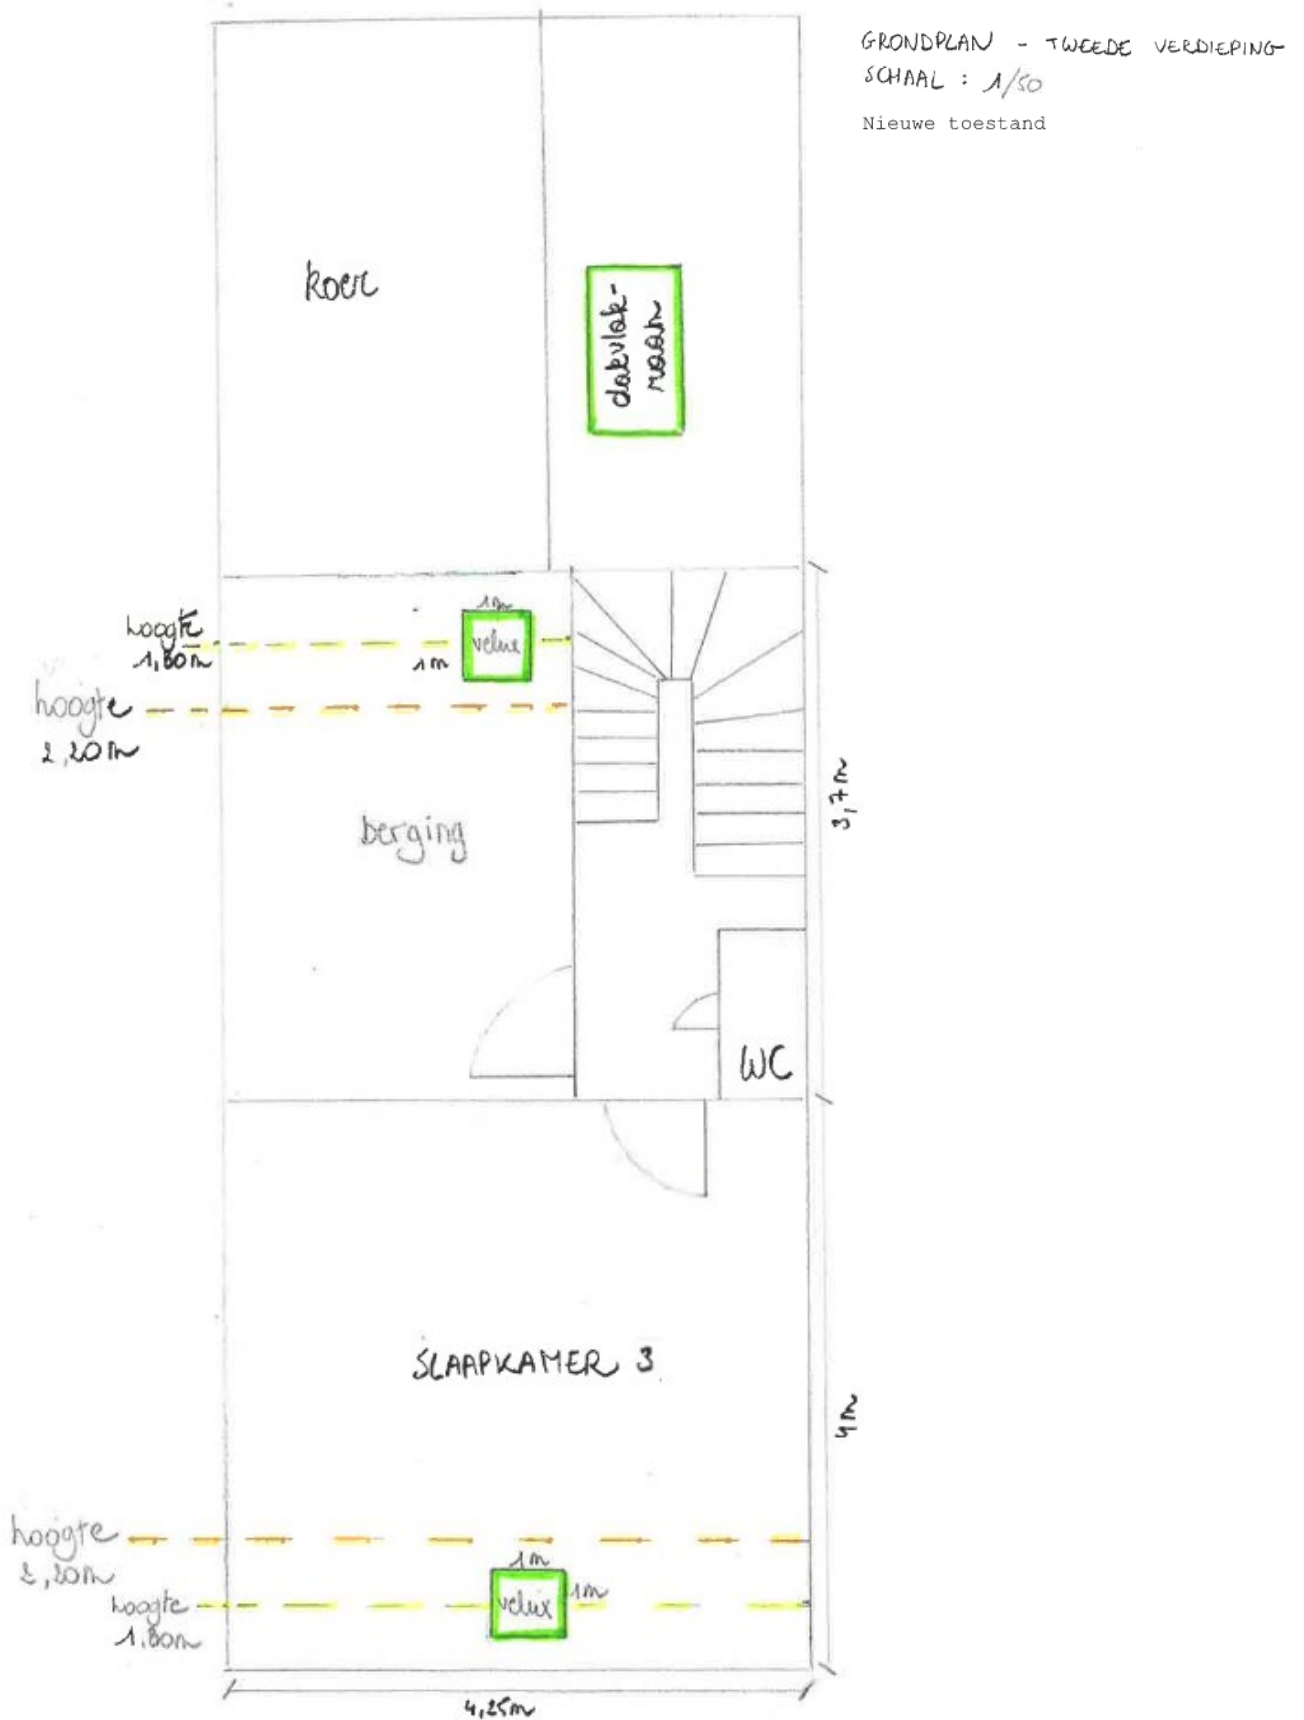 GRONDPLAN - TWEEDE VERDIEPING
SCHAAL : 1/50
Nieuwe toestand
koer
dakvlak-
raam
hoogte
1,80m
1m
velux
1m
hoogte
2,20m
berging
3,7m
WC
SLAAPKAMER 3
4m
hoogte
2,20m
1m
velux
1m
hoogte
1,80m
4,25m